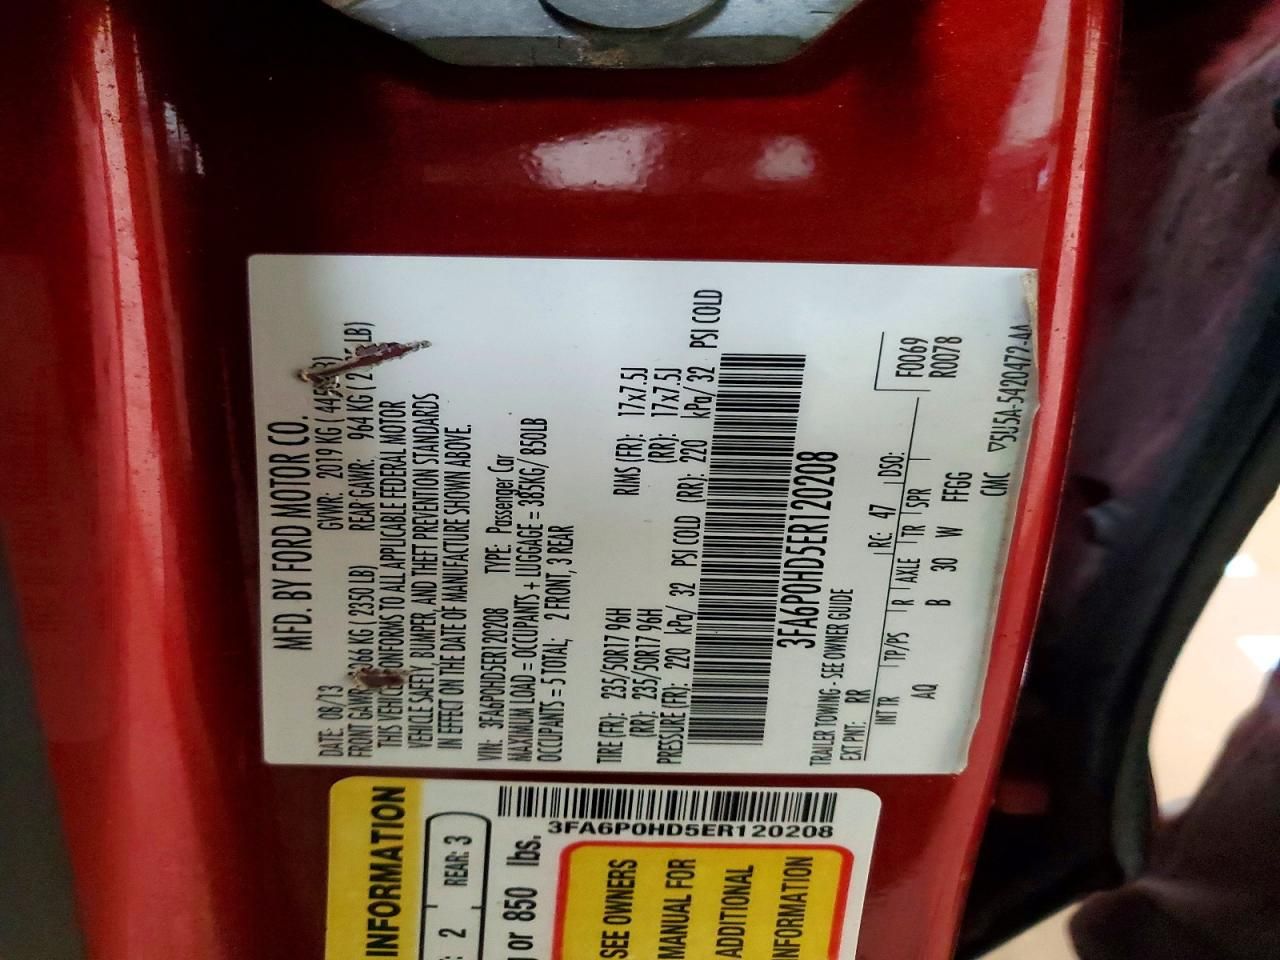 MFD. BY FORD MOTOR CO.
DATE: 08/13 GVWR: 2019 KG
FRONT GAWR: KG (2350 LB) REAR GAWR: 964 KG
THIS VEHICLE CONFORMS TO ALL APPLICABLE FEDERAL MOTOR
VEHICLE SAFETY, BUMPER, AND THEFT PREVENTION STANDARDS
IN EFFECT ON THE DATE OF MANUFACTURE SHOWN ABOVE.
VIN: 3FA6P0HD5ER120208 TYPE: Passenger Car
MAXIMUM LOAD = OCCUPANTS + LUGGAGE = 385KG/ 850LB
OCCUPANTS = 5 TOTAL; 2 FRONT, 3 REAR
TIRE (FR): 235/50R17 96H RIMS (FR): 17x7.5J
(RR): 235/50R17 96H (RR): 17x7.5J
PRESSURE (FR): 220 kPa/ 32 PSI COLD (RR): 220 kPa/ 32 PSI COLD
3FA6P0HD5ER120208
TRAILER TOWING - SEE OWNER GUIDE
EXT PNT: RR RC: 47 DSO: F0069
INT TR TP/PS R AXLE TR SPR R0078
AQ B 30 W FFGG
CMC ▽5U5A-5420472-AA
INFORMATION
2 REAR: 3
or 850 lbs.
3FA6P0HD5ER120208
SEE OWNERS
MANUAL FOR
ADDITIONAL
INFORMATION